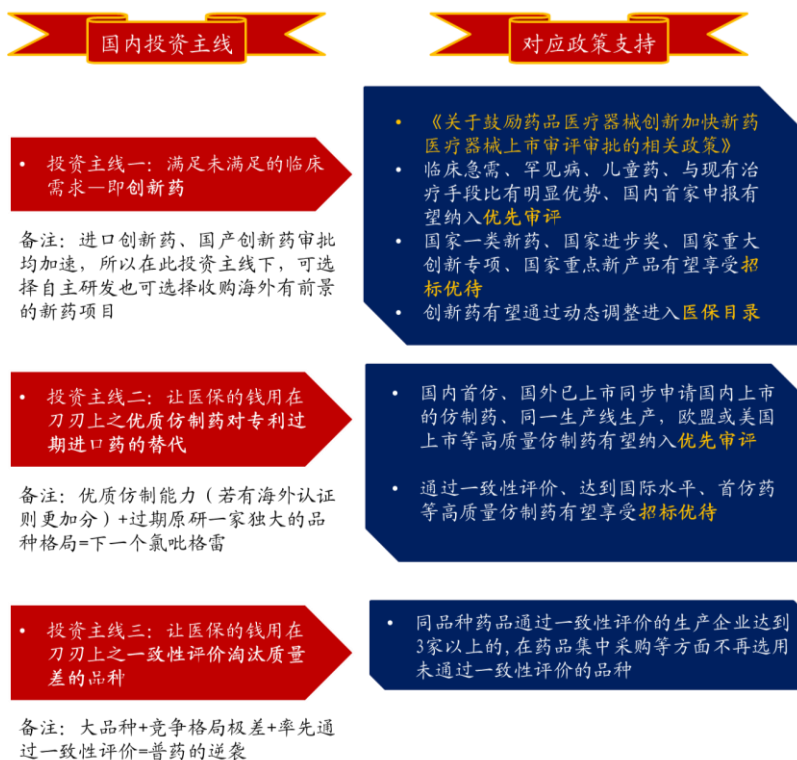 国内投资主线
对应政策支持
• 投资主线一：满足未满足的临床
需求—即创新药
备注：进口创新药、国产创新药审批
均加速，所以在此投资主线下，可选
择自主研发也可选择收购海外有前景
的新药项目
• 《关于鼓励药品医疗器械创新加快新药
医疗器械上市审评审批的相关政策》
• 临床急需、罕见病、儿童药、与现有治
疗手段比有明显优势、国内首家申报有
望纳入优先审评
• 国家一类新药、国家进步奖、国家重大
创新专项、国家重点新产品有望享受招
标优待
• 创新药有望通过动态调整进入医保目录
• 投资主线二：让医保的钱用在
刀刃上之优质仿制药对专利过
期进口药的替代
备注：优质仿制能力（若有海外认证
则更加分）+过期原研一家独大的品
种格局=下一个氯吡格雷
• 国内首仿、国外已上市同步申请国内上市
的仿制药、同一生产线生产，欧盟或美国
上市等高质量仿制药有望纳入优先审评
• 通过一致性评价、达到国际水平、首仿药
等高质量仿制药有望享受招标优待
• 投资主线三：让医保的钱用在
刀刃上之一致性评价淘汰质量
差的品种
备注：大品种+竞争格局极差+率先通
过一致性评价=普药的逆袭
• 同品种药品通过一致性评价的生产企业达到
3家以上的,在药品集中采购等方面不再选用
未通过一致性评价的品种